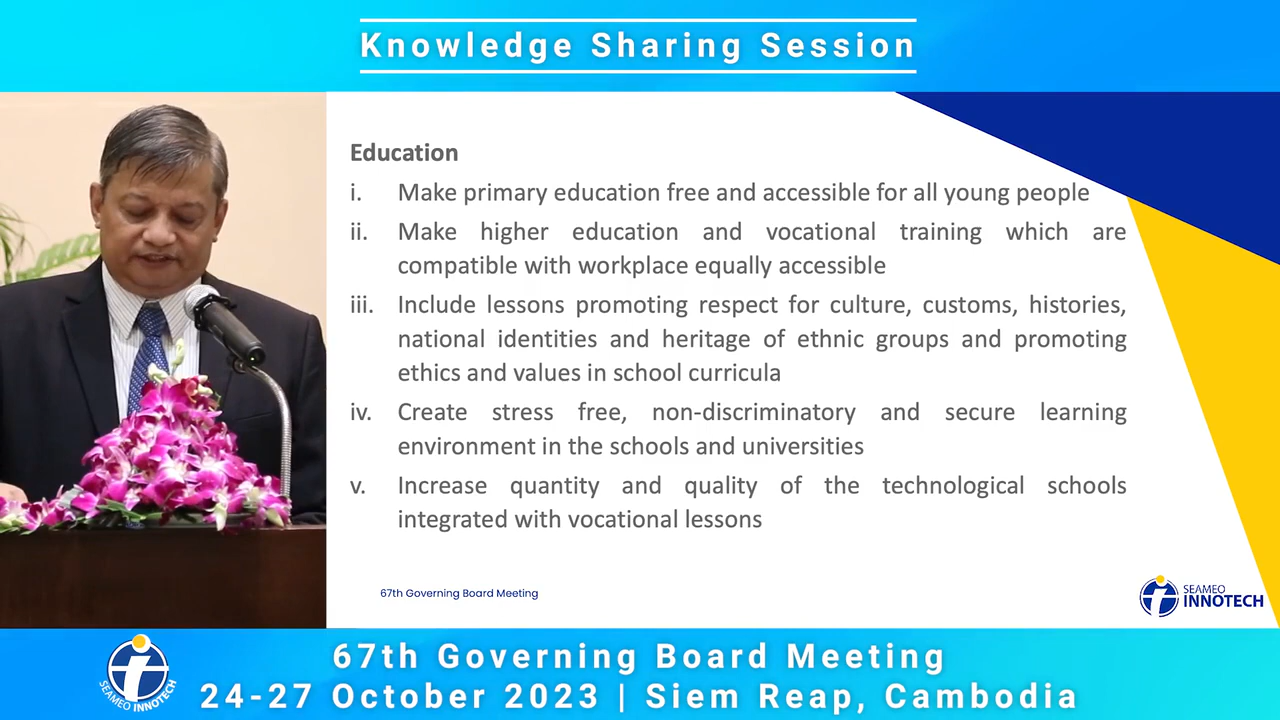 Knowledge Sharing Session
Education
i. Make primary education free and accessible for all young people
ii. Make higher education and vocational training which are
compatible with workplace equally accessible
iii. Include lessons promoting respect for culture, customs, histories,
national identities and heritage of ethnic groups and promoting
ethics and values in school curricula
iv. Create stress free, non-discriminatory and secure learning
environment in the schools and universities
v. Increase quantity and quality of the technological schools
integrated with vocational lessons
67th Governing Board Meeting
SEAMEO
INNOTECH
SEAMEO INNOTECH
67th Governing Board Meeting
24-27 October 2023 | Siem Reap, Cambodia